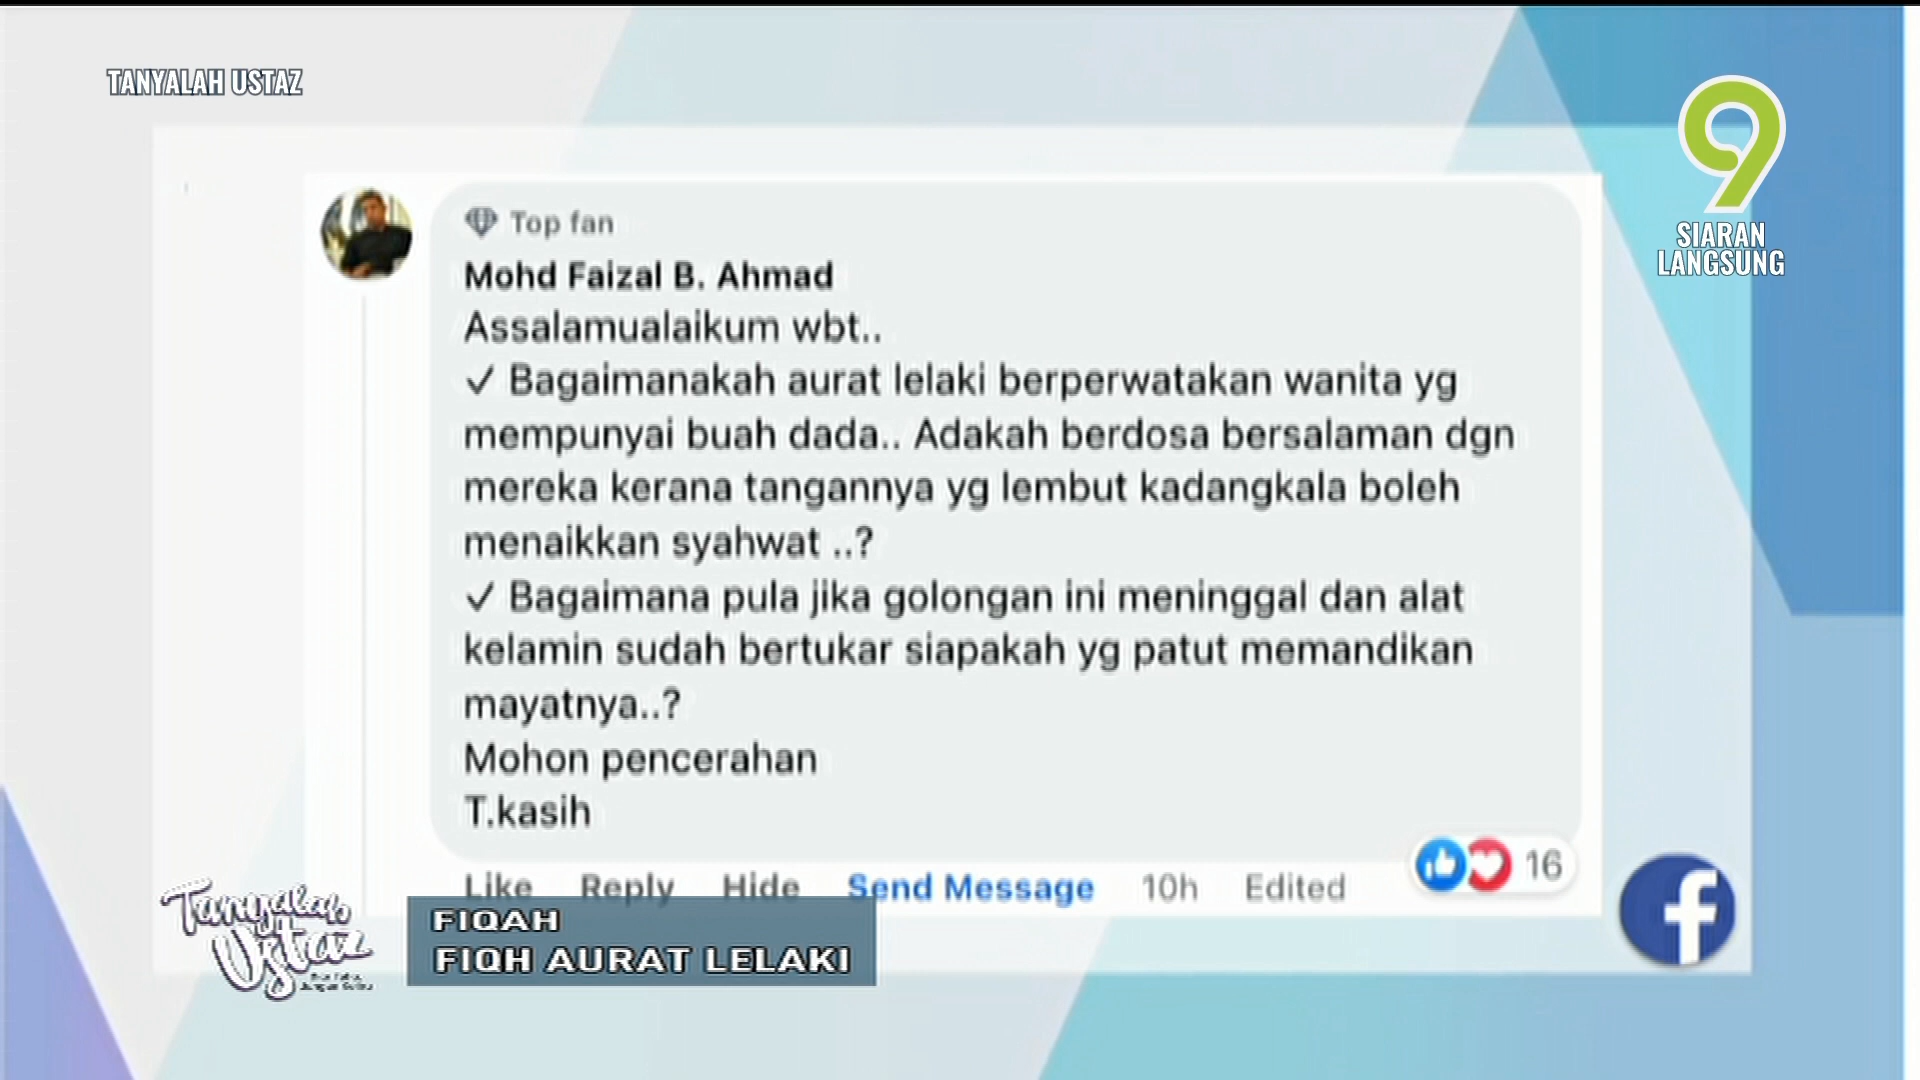 TANYALAH USTAZ
9
SIARAN
LANGSUNG
Top fan
Mohd Faizal B. Ahmad
Assalamualaikum wbt..
✓ Bagaimanakah aurat lelaki berperwatakan wanita yg
mempunyai buah dada.. Adakah berdosa bersalaman dgn
mereka kerana tangannya yg lembut kadangkala boleh
menaikkan syahwat ..?
✓ Bagaimana pula jika golongan ini meninggal dan alat
kelamin sudah bertukar siapakah yg patut memandikan
mayatnya..?
Mohon pencerahan
T.kasih
Like Reply Hide Send Message 10h Edited
16
Tanyalah
Ustaz
FIQAH
FIQH AURAT LELAKI
f